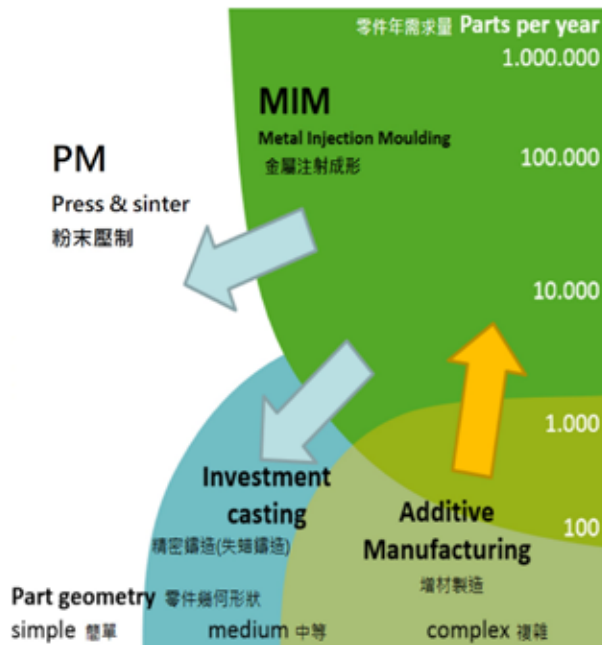 零件年需求量 Parts per year
1.000.000
MIM
Metal Injection Moulding
金屬注射成形
100.000
PM
Press & sinter
粉末壓制
10.000
1.000
Investment
casting
精密鑄造(失蠟鑄造)
100
Additive
Manufacturing
增材製造
Part geometry 零件幾何形狀
simple 簡單
medium 中等
complex 複雜